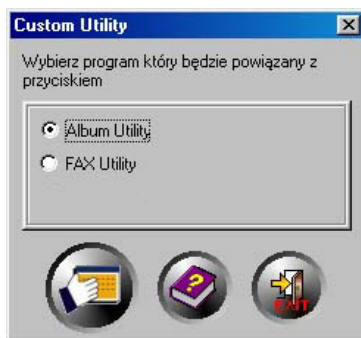 Custom Utility
Wybierz program który będzie powiązany z
przyciskiem
Album Utility
FAX Utility
?
EXIT